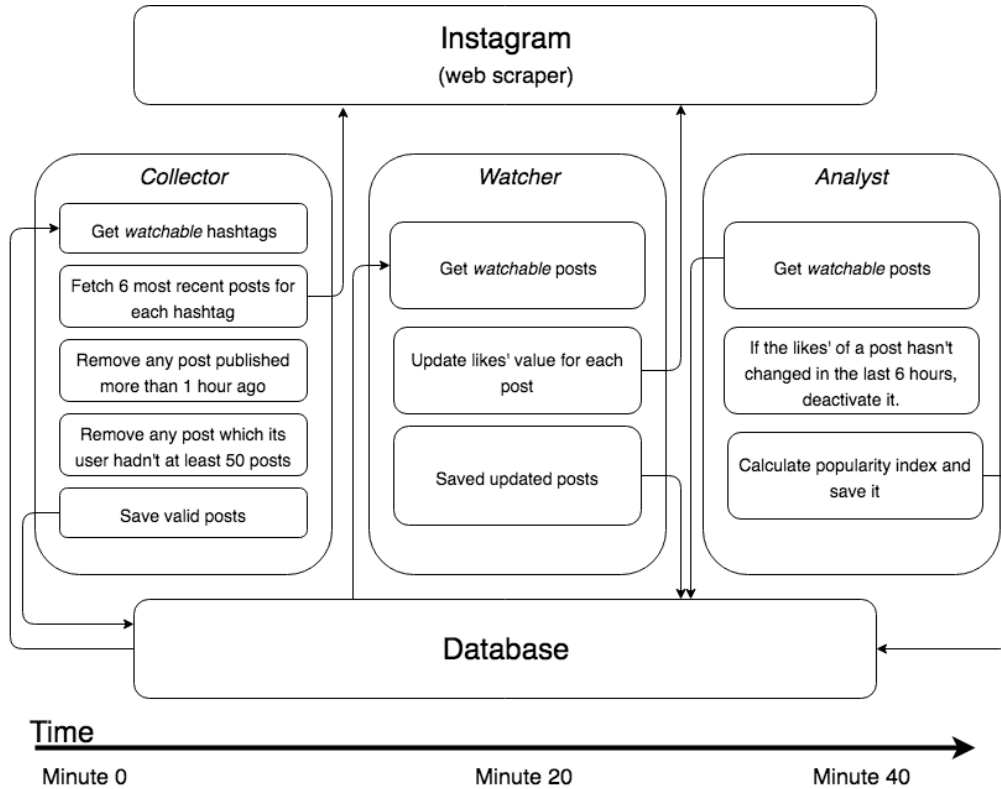 Instagram
(web scraper)
Collector
Get watchable hashtags
Fetch 6 most recent posts for
each hashtag
Remove any post published
more than 1 hour ago
Remove any post which its
user hadn't at least 50 posts
Save valid posts
Watcher
Get watchable posts
Update likes' value for each
post
Saved updated posts
Analyst
Get watchable posts
If the likes' of a post hasn't
changed in the last 6 hours,
deactivate it.
Calculate popularity index and
save it
Database
Time
Minute 0
Minute 20
Minute 40